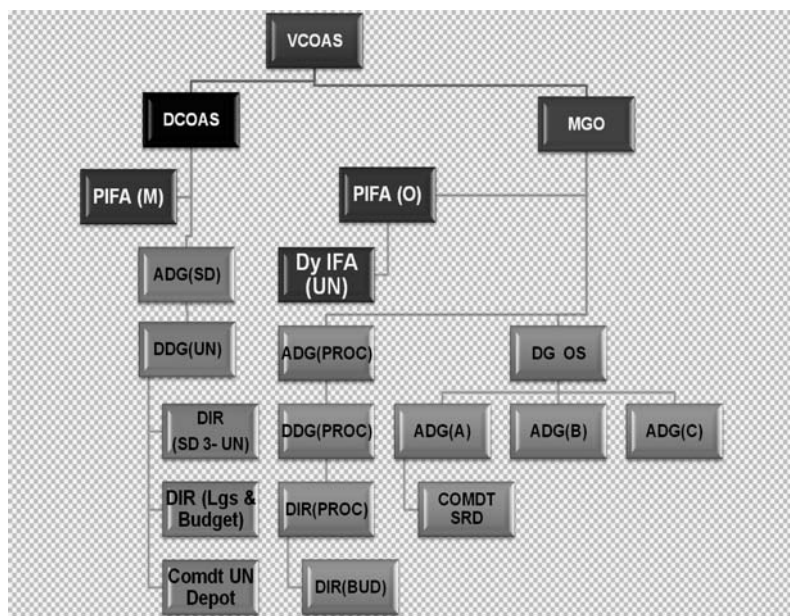 VCOAS
DCOAS
MGO
PIFA (M)
PIFA (O)
Dy IFA
(UN)
ADG(SD)
DDG(UN)
ADG(PROC)
DG OS
DIR
(SD 3- UN)
DDG(PROC)
ADG(A)
ADG(B)
ADG(C)
DIR (Lgs &
Budget)
DIR(PROC)
COMDT
SRD
Comdt UN
Depot
DIR(BUD)